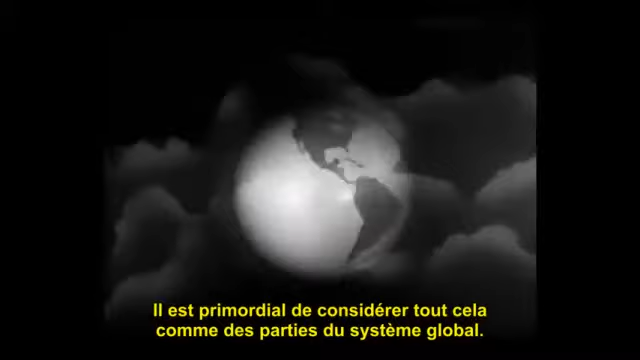 Il est primordial de considérer tout cela
comme des parties du système global.